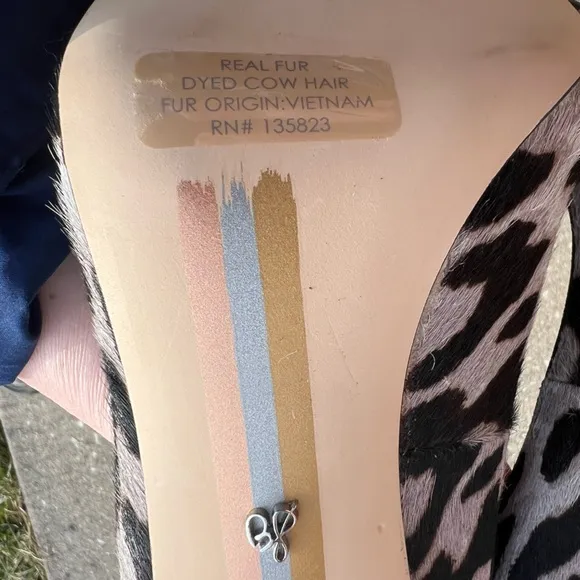 REAL FUR
DYED COW HAIR
FUR ORIGIN:VIETNAM
RN# 135823